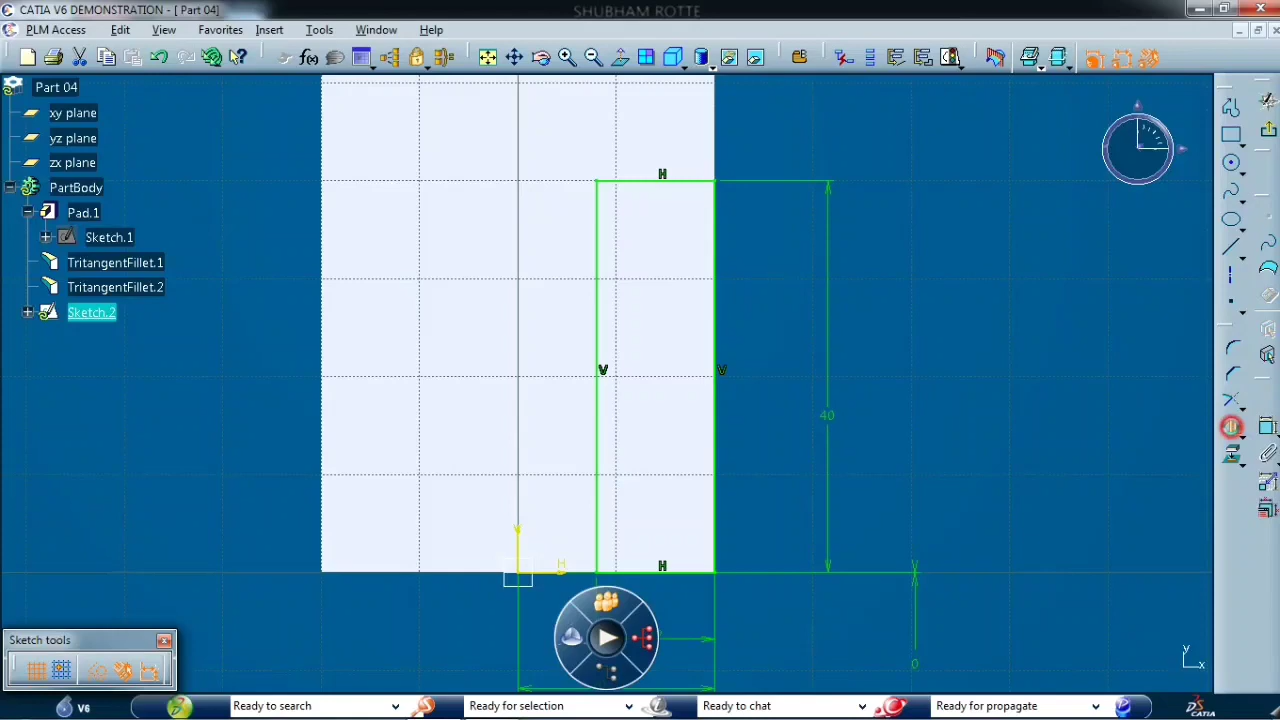 CATIA V6 DEMONSTRATION - [ Part 04]
SHUBHAM ROTTE
PLM Access Edit View Favorites Insert Tools Window Help
f(x)
Part 04
xy plane
yz plane
zx plane
PartBody
Pad.1
Sketch.1
TritangentFillet.1
TritangentFillet.2
Sketch.2
H
V
V
40
H
V
H
0
Sketch tools
y
x
V6
Ready to search
Ready for selection
Ready to chat
Ready for propagate
CATIA